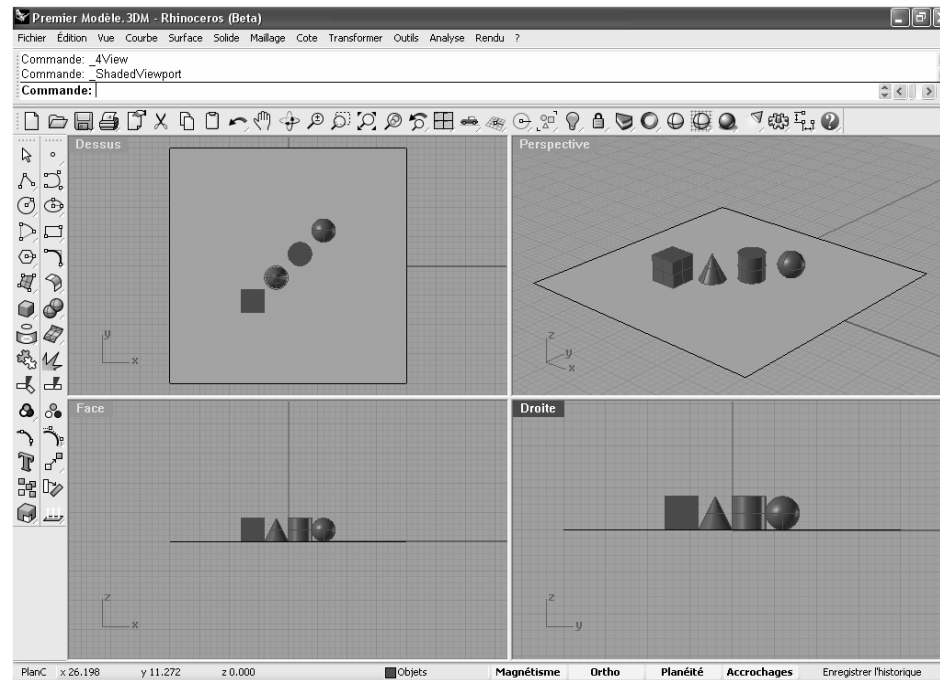 Premier Modèle.3DM - Rhinoceros (Beta)
Fichier Édition Vue Courbe Surface Solide Maillage Cote Transformer Outils Analyse Rendu ?
Commande: _4View
Commande: _ShadedViewport
Commande:
Dessus
Perspective
y
x
z
y
x
Face
Droite
z
x
z
y
PlanC x 26.198 y 11.272 z 0.000 Objets Magnétisme Ortho Planéité Accrochages Enregistrer l'historique